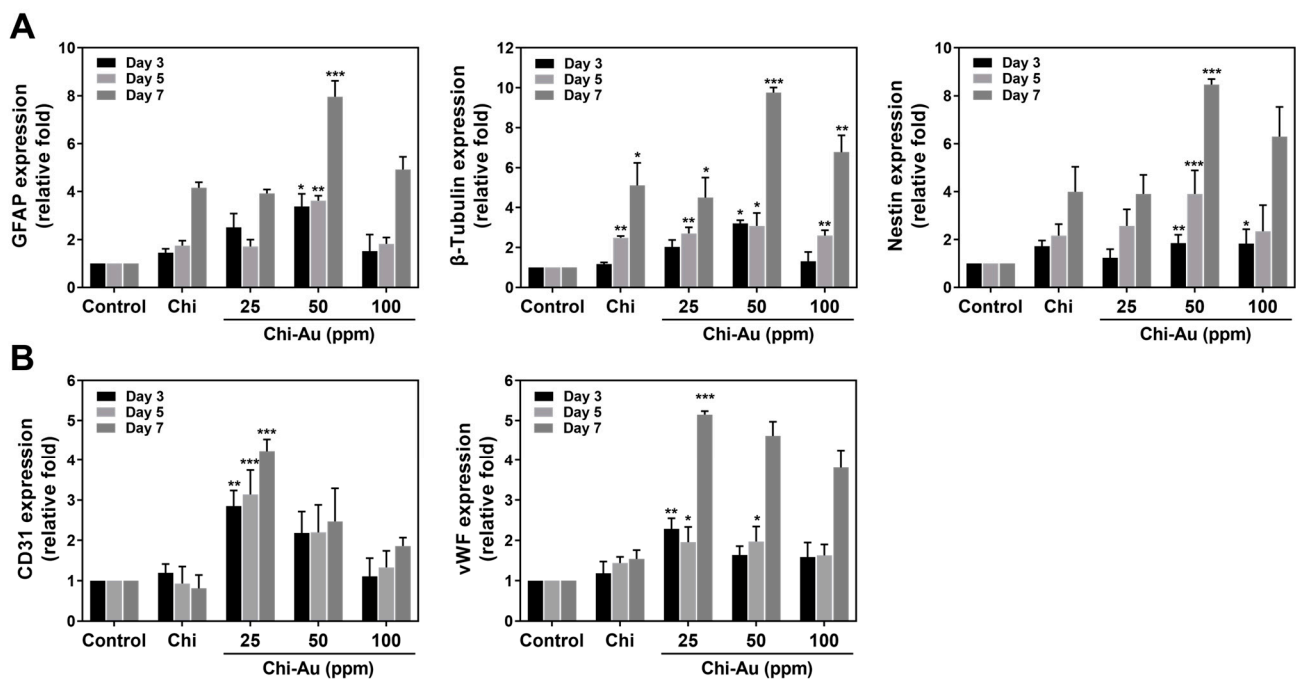 A
GFAP expression
(relative fold)
10
8
6
4
2
0
Day 3
Day 5
Day 7
*
**
***
Control Chi 25 50 100
Chi-Au (ppm)
β-Tubulin expression
(relative fold)
12
10
8
6
4
2
0
Day 3
Day 5
Day 7
**
*
**
*
*
*
***
**
**
Control Chi 25 50 100
Chi-Au (ppm)
Nestin expression
(relative fold)
10
8
6
4
2
0
Day 3
Day 5
Day 7
**
***
***
*
Control Chi 25 50 100
Chi-Au (ppm)
B
CD31 expression
(relative fold)
6
5
4
3
2
1
0
Day 3
Day 5
Day 7
**
***
***
Control Chi 25 50 100
Chi-Au (ppm)
vWF expression
(relative fold)
6
5
4
3
2
1
0
Day 3
Day 5
Day 7
**
*
***
*
Control Chi 25 50 100
Chi-Au (ppm)